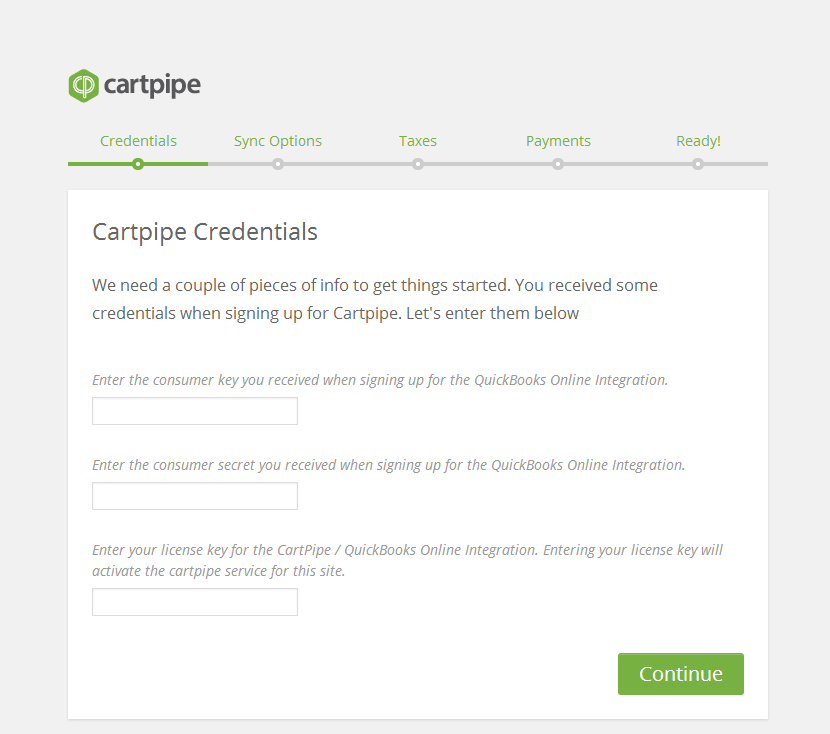 cartpipe
Credentials Sync Options Taxes Payments Ready!
Cartpipe Credentials
We need a couple of pieces of info to get things started. You received some
credentials when signing up for Cartpipe. Let's enter them below
Enter the consumer key you received when signing up for the QuickBooks Online Integration.
Enter the consumer secret you received when signing up for the QuickBooks Online Integration.
Enter your license key for the CartPipe / QuickBooks Online Integration. Entering your license key will
activate the cartpipe service for this site.
Continue